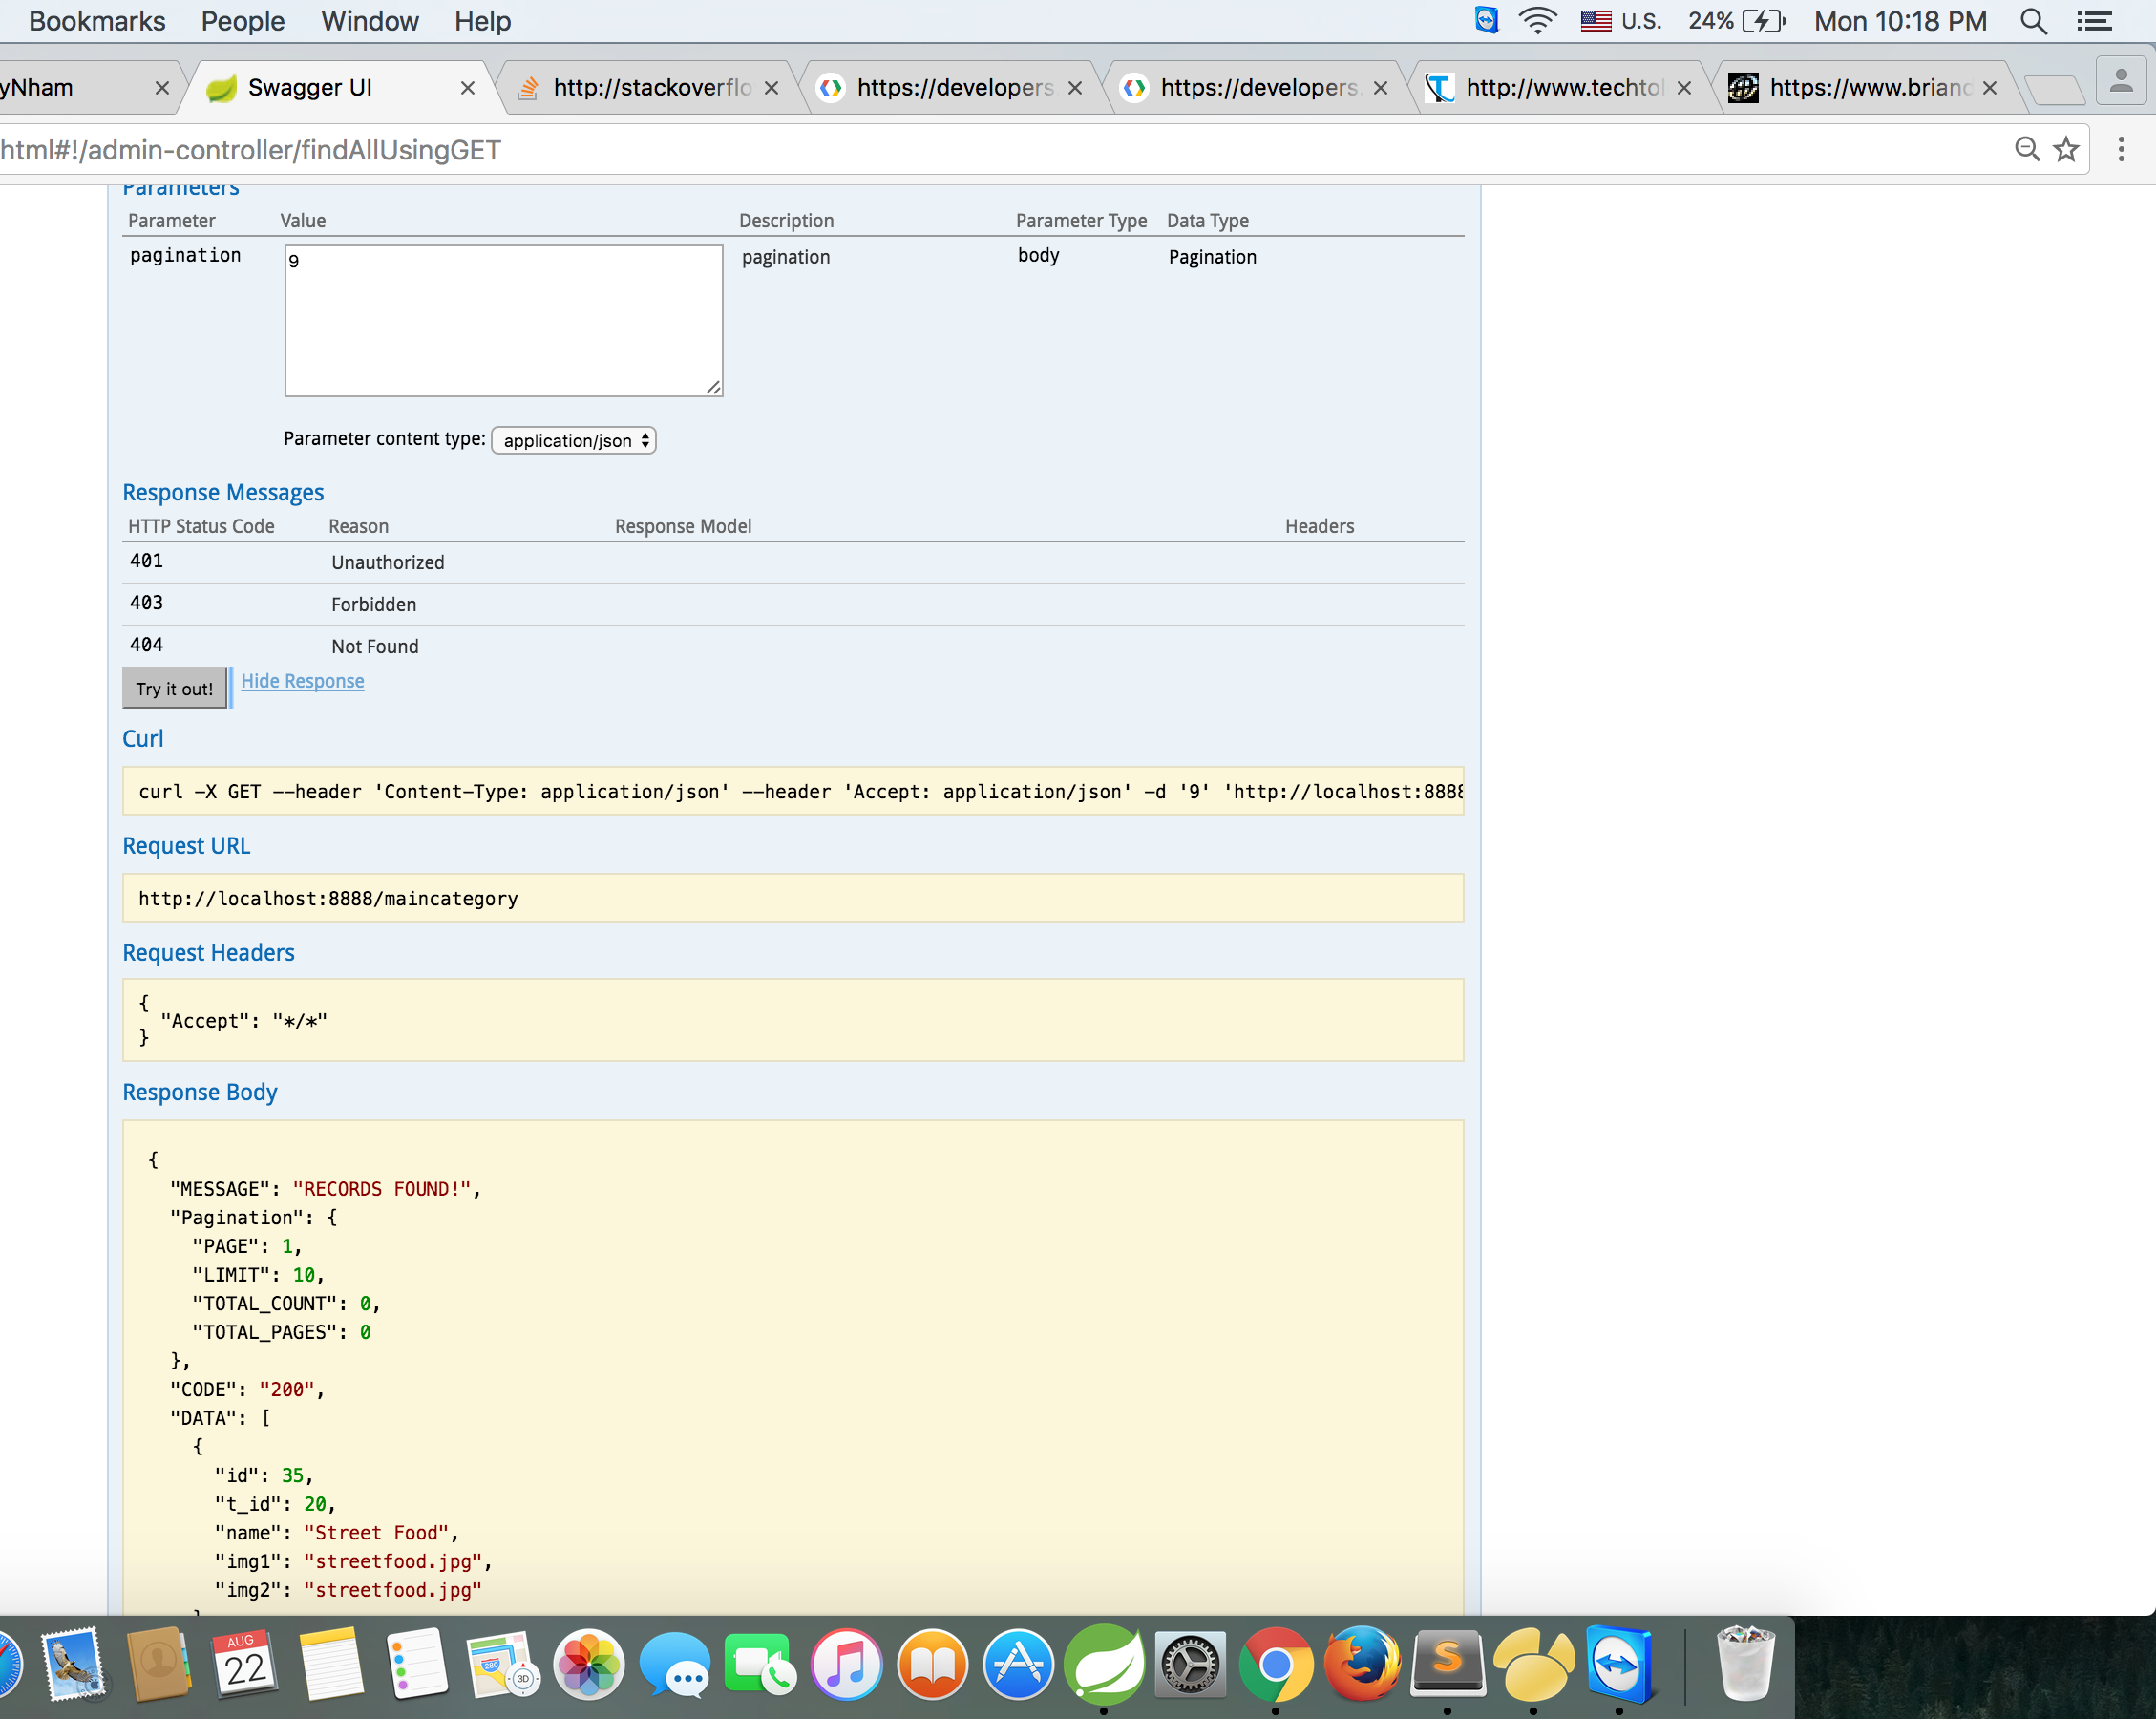 Bookmarks People Window Help U.S. 24% Mon 10:18 PM
yNham Swagger UI http://stackoverflo https://developers https://developers. http://www.techtol https://www.brianc
html#!/admin-controller/findAllUsingGET
Parameters
Parameter Value Description Parameter Type Data Type
pagination 9 pagination body Pagination
Parameter content type: application/json
Response Messages
HTTP Status Code Reason Response Model Headers
401 Unauthorized
403 Forbidden
404 Not Found
Try it out! Hide Response
Curl
curl -X GET --header 'Content-Type: application/json' --header 'Accept: application/json' -d '9' 'http://localhost:8888
Request URL
http://localhost:8888/maincategory
Request Headers
{
"Accept": "*/*"
}
Response Body
{
"MESSAGE": "RECORDS FOUND!",
"Pagination": {
"PAGE": 1,
"LIMIT": 10,
"TOTAL_COUNT": 0,
"TOTAL_PAGES": 0
},
"CODE": "200",
"DATA": [
{
"id": 35,
"t_id": 20,
"name": "Street Food",
"img1": "streetfood.jpg",
"img2": "streetfood.jpg"
AUG
22
280
3D
S